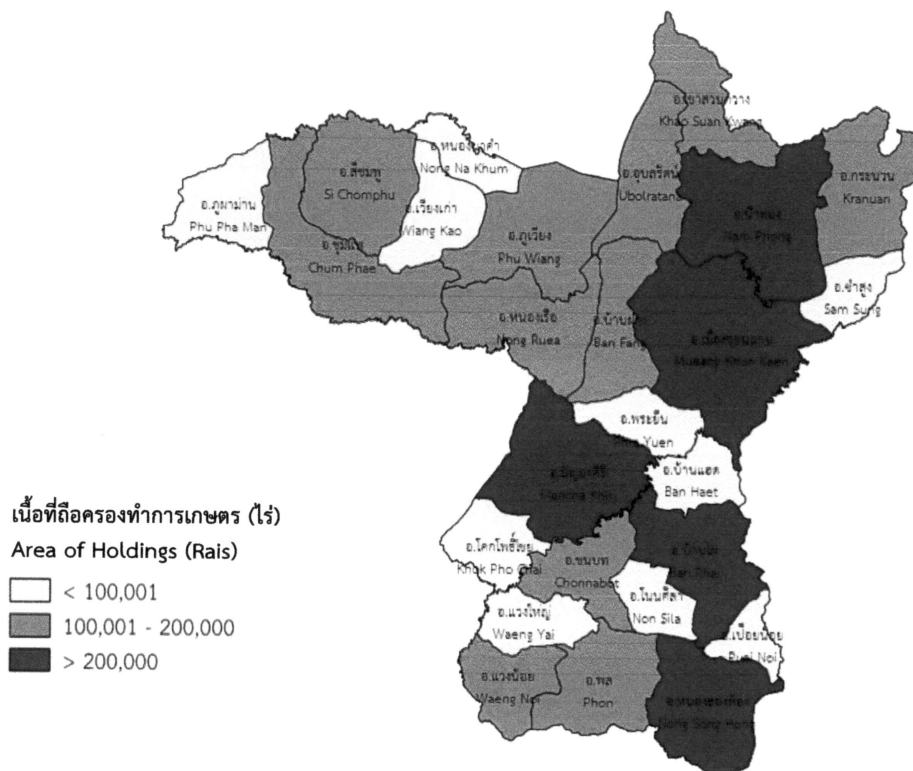 อ.เขาสวนกวาง
Khao Suan Kwang
อ.หนองนาคำ
Nong Na Khum
อ.สีชมพู
Si Chomphu
อ.อุบลรัตน์
Ubolratana
อ.กระนวน
Kranuan
อ.ภูผาม่าน
Phu Pha Man
อ.เวียงเก่า
Wiang Kao
อ.น้ำพอง
Nam Phong
อ.ภูเวียง
Phu Wiang
อ.ชุมแพ
Chum Phae
อ.ซำสูง
Sam Sung
อ.หนองเรือ
Nong Ruea
อ.บ้านฝาง
Ban Fang
อ.เมืองขอนแก่น
Mueang Khon Kaen
อ.พระยืน
Phra Yuen
อ.บ้านแฮด
Ban Haet
อ.มัญจาคีรี
Mancha Khiri
เนื้อที่ถือครองทำการเกษตร (ไร่)
Area of Holdings (Rais)
< 100,001
100,001 - 200,000
> 200,000
อ.โคกโพธิ์ไชย
Khok Pho Chai
อ.ชนบท
Chonnabot
อ.บ้านไผ่
Ban Phai
อ.โนนศิลา
Non Sila
อ.แวงใหญ่
Waeng Yai
อ.เปือยน้อย
Puai Noi
อ.แวงน้อย
Waeng Noi
อ.พล
Phon
อ.หนองสองห้อง
Nong Song Hong